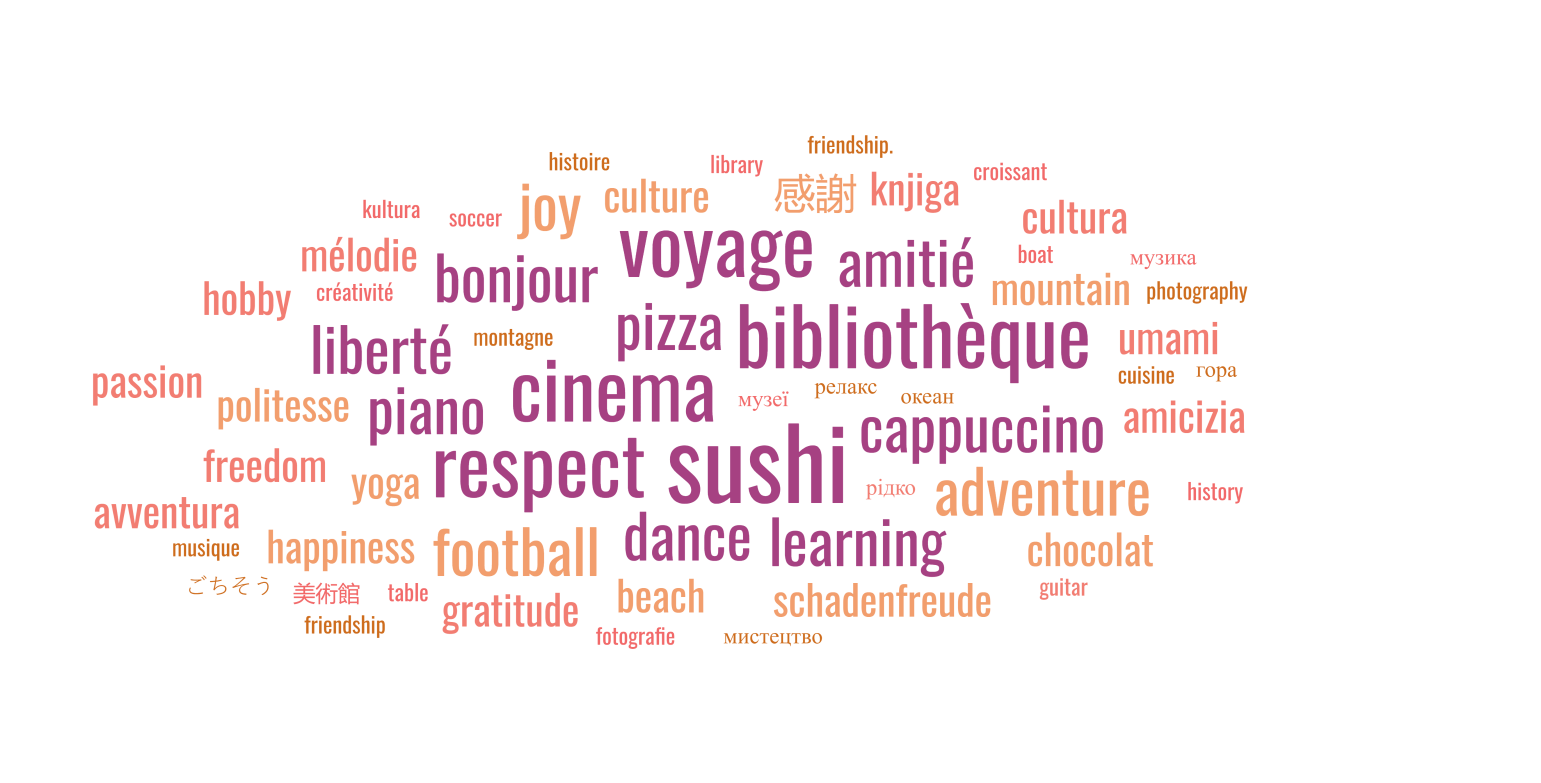 friendship.
histoire
library
croissant
joy
culture
感謝
knjiga
kultura
soccer
cultura
voyage
mélodie
bonjour
amitié
boat
музика
hobby
créativité
mountain
photography
liberté
montagne
pizza
bibliothèque
umami
passion
cinema
cuisine
гора
politesse
piano
музеї
релакс
океан
cappuccino
amicizia
freedom
yoga
respect
sushi
рідко
adventure
history
avventura
musique
happiness
football
dance
learning
chocolat
ごちそう
美術館
table
gratitude
beach
schadenfreude
guitar
friendship
fotografie
мистецтво